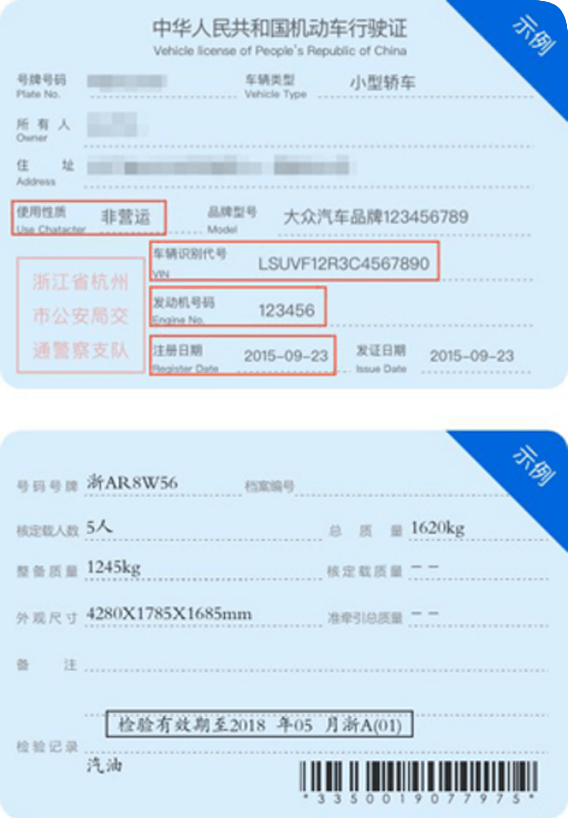 示例
中华人民共和国机动车行驶证
Vehicle license of People's Republic of China
号牌号码 车辆类型 小型轿车
Plate No. Vehicle Type
所有人
Owner
住址
Address
使用性质 非营运 品牌型号 大众汽车品牌123456789
Use Chatacter Model
车辆识别代号 LSUVF12R3C4567890
VIN
浙江省杭州
市公安局交
通警察支队
发动机号码 123456
Engine No.
注册日期 2015-09-23 发证日期 2015-09-23
Register Date Issue Date
示例
号码号牌 浙AR8W56 档案编号
核定载人数 5人 总质量 1620kg
整备质量 1245kg 核定载质量 --
外观尺寸 4280X1785X1685mm 准牵引总质量 --
备注
检验有效期至2018 年05 月浙A(01)
检验记录
汽油
*3350019077975*